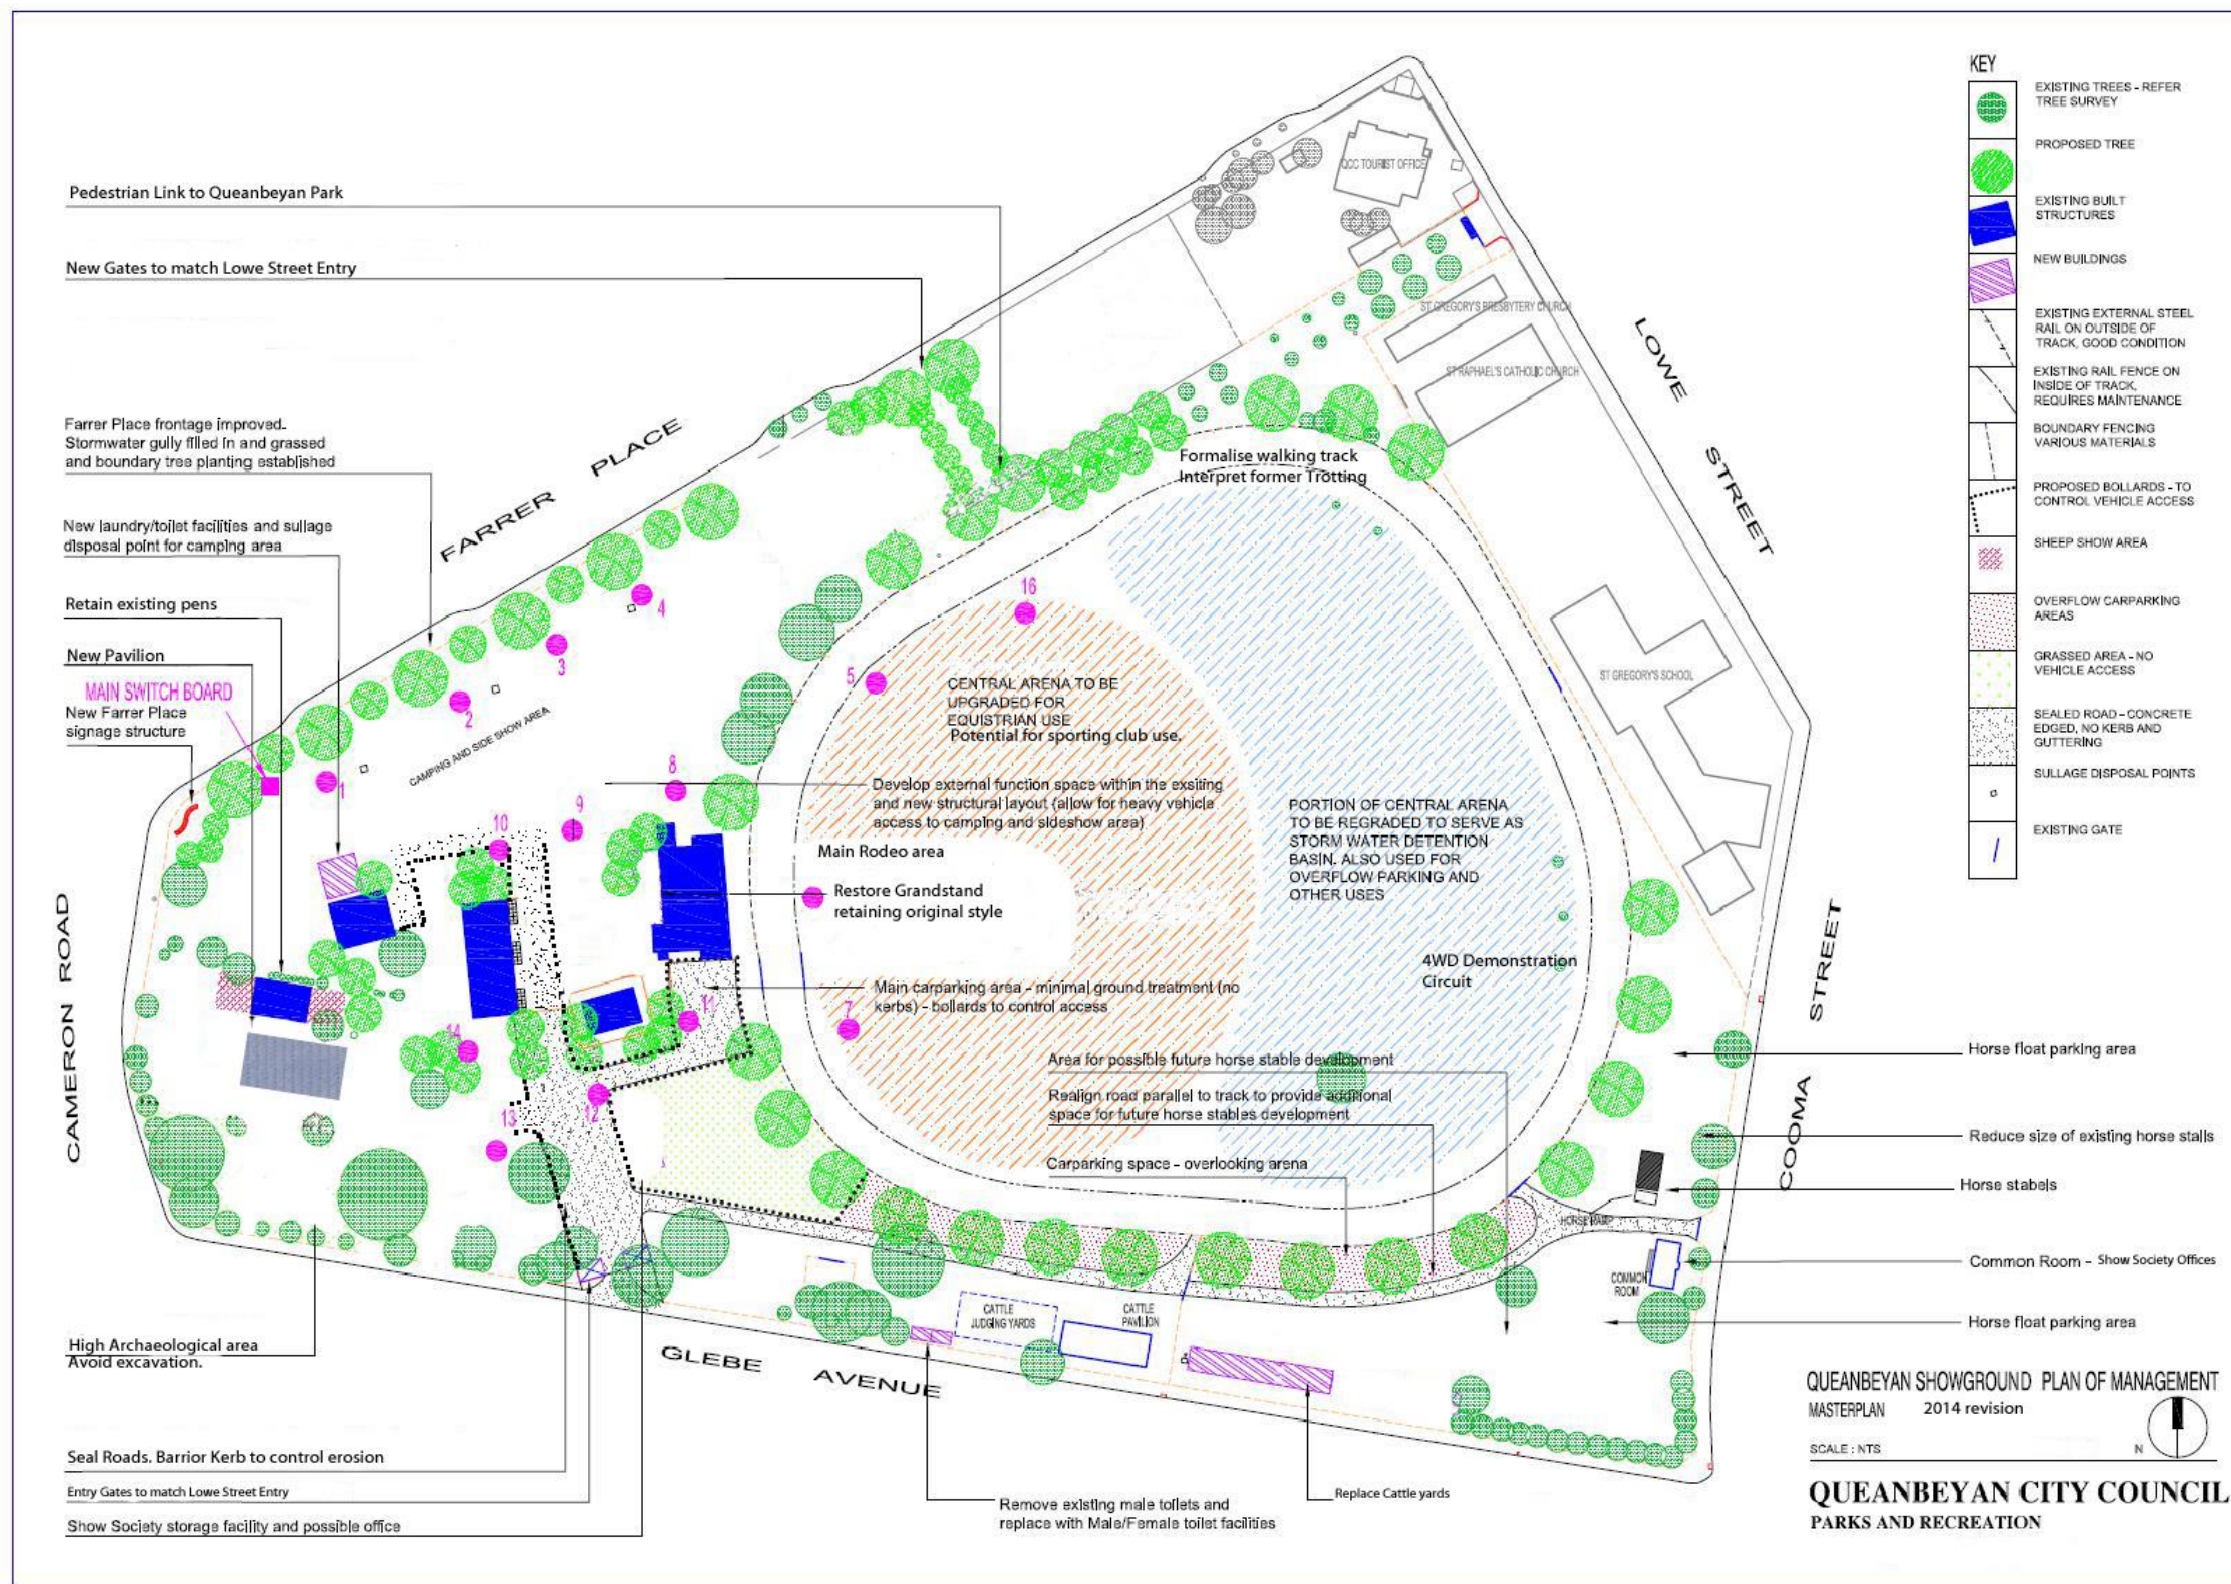 Pedestrian Link to Queanbeyan Park
New Gates to match Lowe Street Entry
Farrer Place frontage improved.
Stormwater gully filled in and grassed
and boundary tree planting established
New laundry/toilet facilities and sullage
disposal point for camping area
Retain existing pens
New Pavilion
MAIN SWITCH BOARD
New Farrer Place
signage structure
High Archaeological area
Avoid excavation.
Seal Roads. Barrior Kerb to control erosion
Entry Gates to match Lowe Street Entry
Show Society storage facility and possible office
FARRER PLACE
CAMERON ROAD
GLEBE AVENUE
LOWE STREET
COOMA STREET
QCC TOURIST OFFICE
ST GREGORY'S PRESBYTERY CHURCH
ST RAPHAEL'S CATHOLIC CHURCH
ST GREGORY'S SCHOOL
CAMPING AND SIDE SHOW AREA
1
2
3
4
5
16
8
9
10
11
7
14
13
12
Formalise walking track
Interpret former Trotting
CENTRAL ARENA TO BE
UPGRADED FOR
EQUISTRIAN USE
Potential for sporting club use.
Develop external function space within the exsiting
and new structural layout (allow for heavy vehicle
access to camping and sideshow area)
Main Rodeo area
Restore Grandstand
retaining original style
PORTION OF CENTRAL ARENA
TO BE REGRADED TO SERVE AS
STORM WATER DETENTION
BASIN. ALSO USED FOR
OVERFLOW PARKING AND
OTHER USES
4WD Demonstration
Circuit
Main carparking area - minimal ground treatment (no
kerbs) - bollards to control access
Area for possible future horse stable development
Realign road parallel to track to provide additional
space for future horse stables development
Carparking space - overlooking arena
HORSE RAMP
COMMON
ROOM
CATTLE
JUDGING YARDS
CATTLE
PAVILION
Remove existing male toilets and
replace with Male/Female toilet facilities
Replace Cattle yards
Horse float parking area
Reduce size of existing horse stalls
Horse stabels
Common Room - Show Society Offices
Horse float parking area
KEY
EXISTING TREES - REFER
TREE SURVEY
PROPOSED TREE
EXISTING BUILT
STRUCTURES
NEW BUILDINGS
EXISTING EXTERNAL STEEL
RAIL ON OUTSIDE OF
TRACK, GOOD CONDITION
EXISTING RAIL FENCE ON
INSIDE OF TRACK,
REQUIRES MAINTENANCE
BOUNDARY FENCING
VARIOUS MATERIALS
PROPOSED BOLLARDS - TO
CONTROL VEHICLE ACCESS
SHEEP SHOW AREA
OVERFLOW CARPARKING
AREAS
GRASSED AREA - NO
VEHICLE ACCESS
SEALED ROAD - CONCRETE
EDGED, NO KERB AND
GUTTERING
SULLAGE DISPOSAL POINTS
EXISTING GATE
QUEANBEYAN SHOWGROUND PLAN OF MANAGEMENT
MASTERPLAN 2014 revision
SCALE : NTS
N
QUEANBEYAN CITY COUNCIL
PARKS AND RECREATION